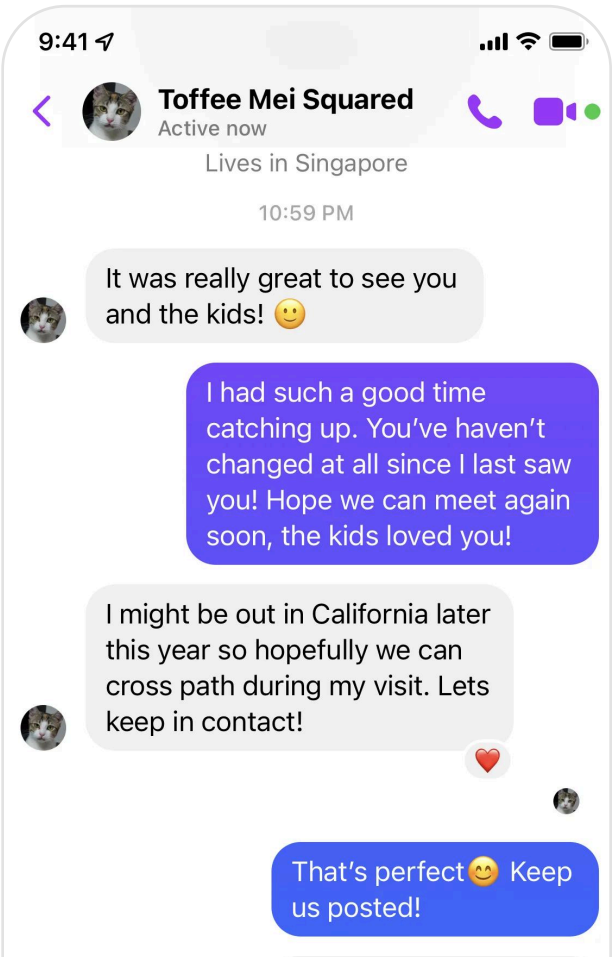 9:41
Toffee Mei Squared
Active now
Lives in Singapore
10:59 PM
It was really great to see you
and the kids! 🙂
I had such a good time
catching up. You’ve haven’t
changed at all since I last saw
you! Hope we can meet again
soon, the kids loved you!
I might be out in California later
this year so hopefully we can
cross path during my visit. Lets
keep in contact!
That’s perfect😊 Keep
us posted!